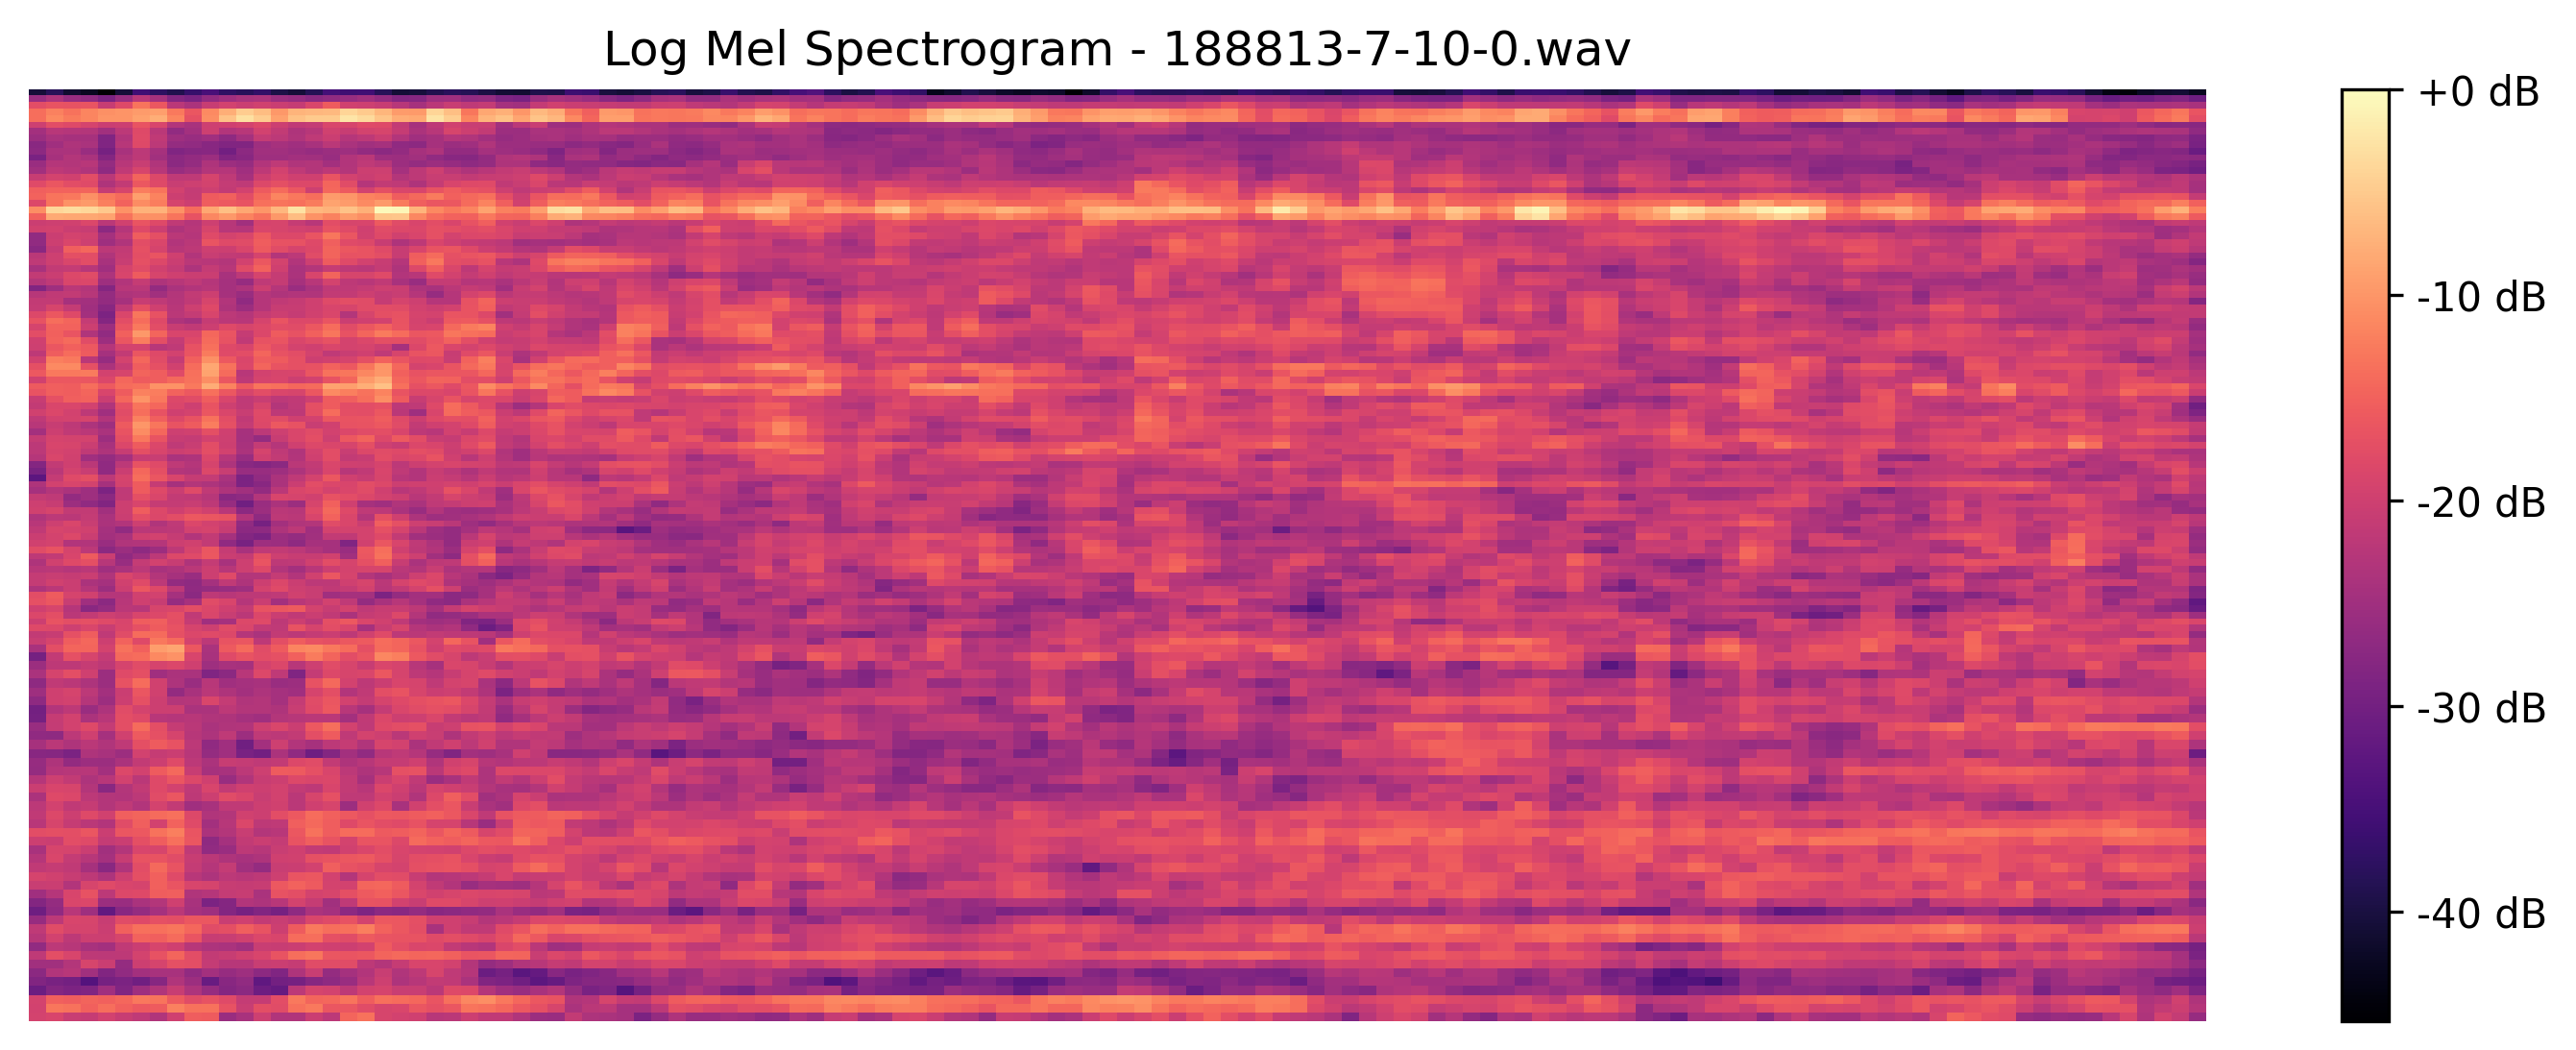 Log Mel Spectrogram - 188813-7-10-0.wav
+0 dB
-10 dB
-20 dB
-30 dB
-40 dB